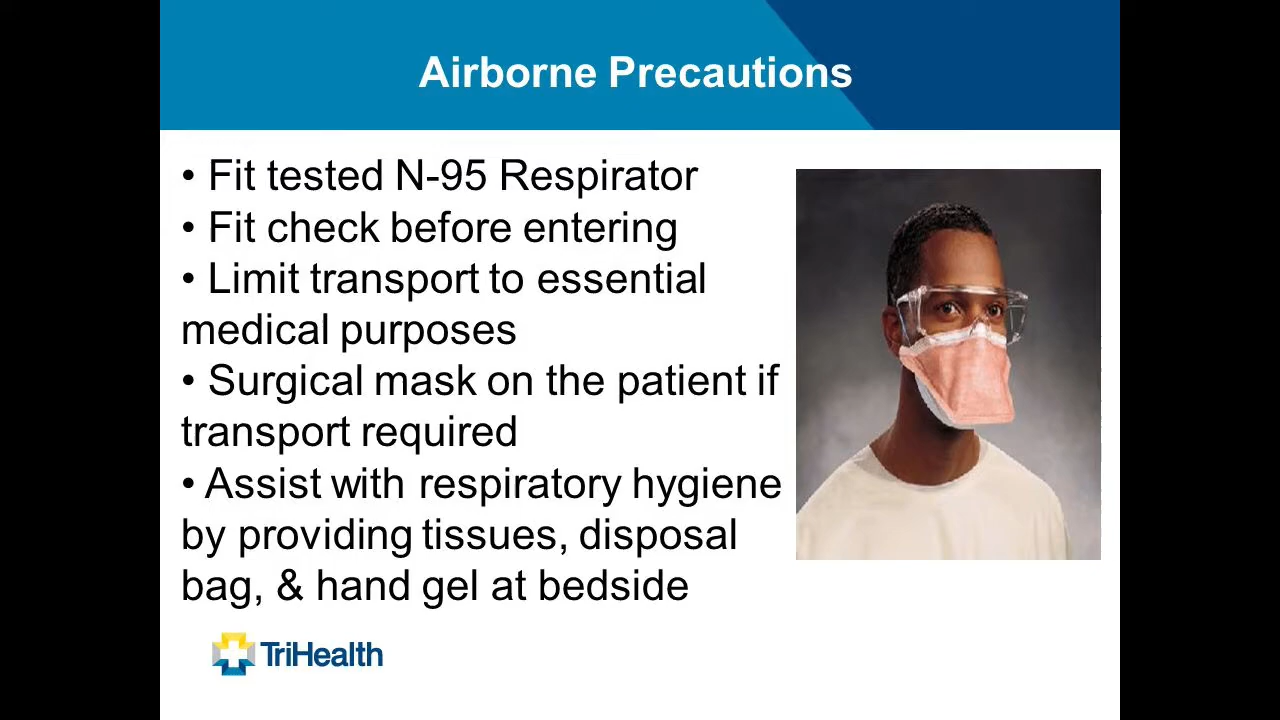 Airborne Precautions
• Fit tested N-95 Respirator
• Fit check before entering
• Limit transport to essential
medical purposes
• Surgical mask on the patient if
transport required
• Assist with respiratory hygiene
by providing tissues, disposal
bag, & hand gel at bedside
TriHealth